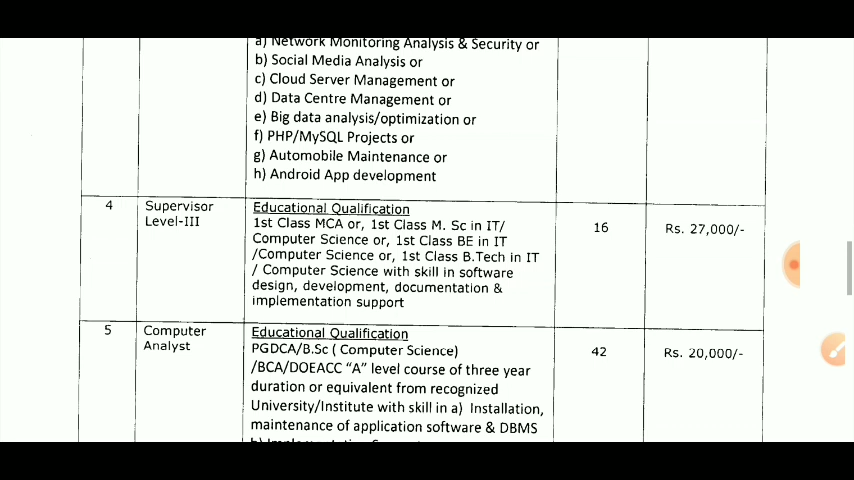 a) Network Monitoring Analysis & Security or
b) Social Media Analysis or
c) Cloud Server Management or
d) Data Centre Management or
e) Big data analysis/optimization or
f) PHP/MySQL Projects or
g) Automobile Maintenance or
h) Android App development
4
Supervisor
Level-III
Educational Qualification
1st Class MCA or, 1st Class M. Sc in IT/
Computer Science or, 1st Class BE in IT
/Computer Science or, 1st Class B.Tech in IT
/ Computer Science with skill in software
design, development, documentation &
implementation support
16
Rs. 27,000/-
5
Computer
Analyst
Educational Qualification
PGDCA/B.Sc ( Computer Science)
/BCA/DOEACC "A" level course of three year
duration or equivalent from recognized
University/Institute with skill in a) Installation,
maintenance of application software & DBMS
42
Rs. 20,000/-